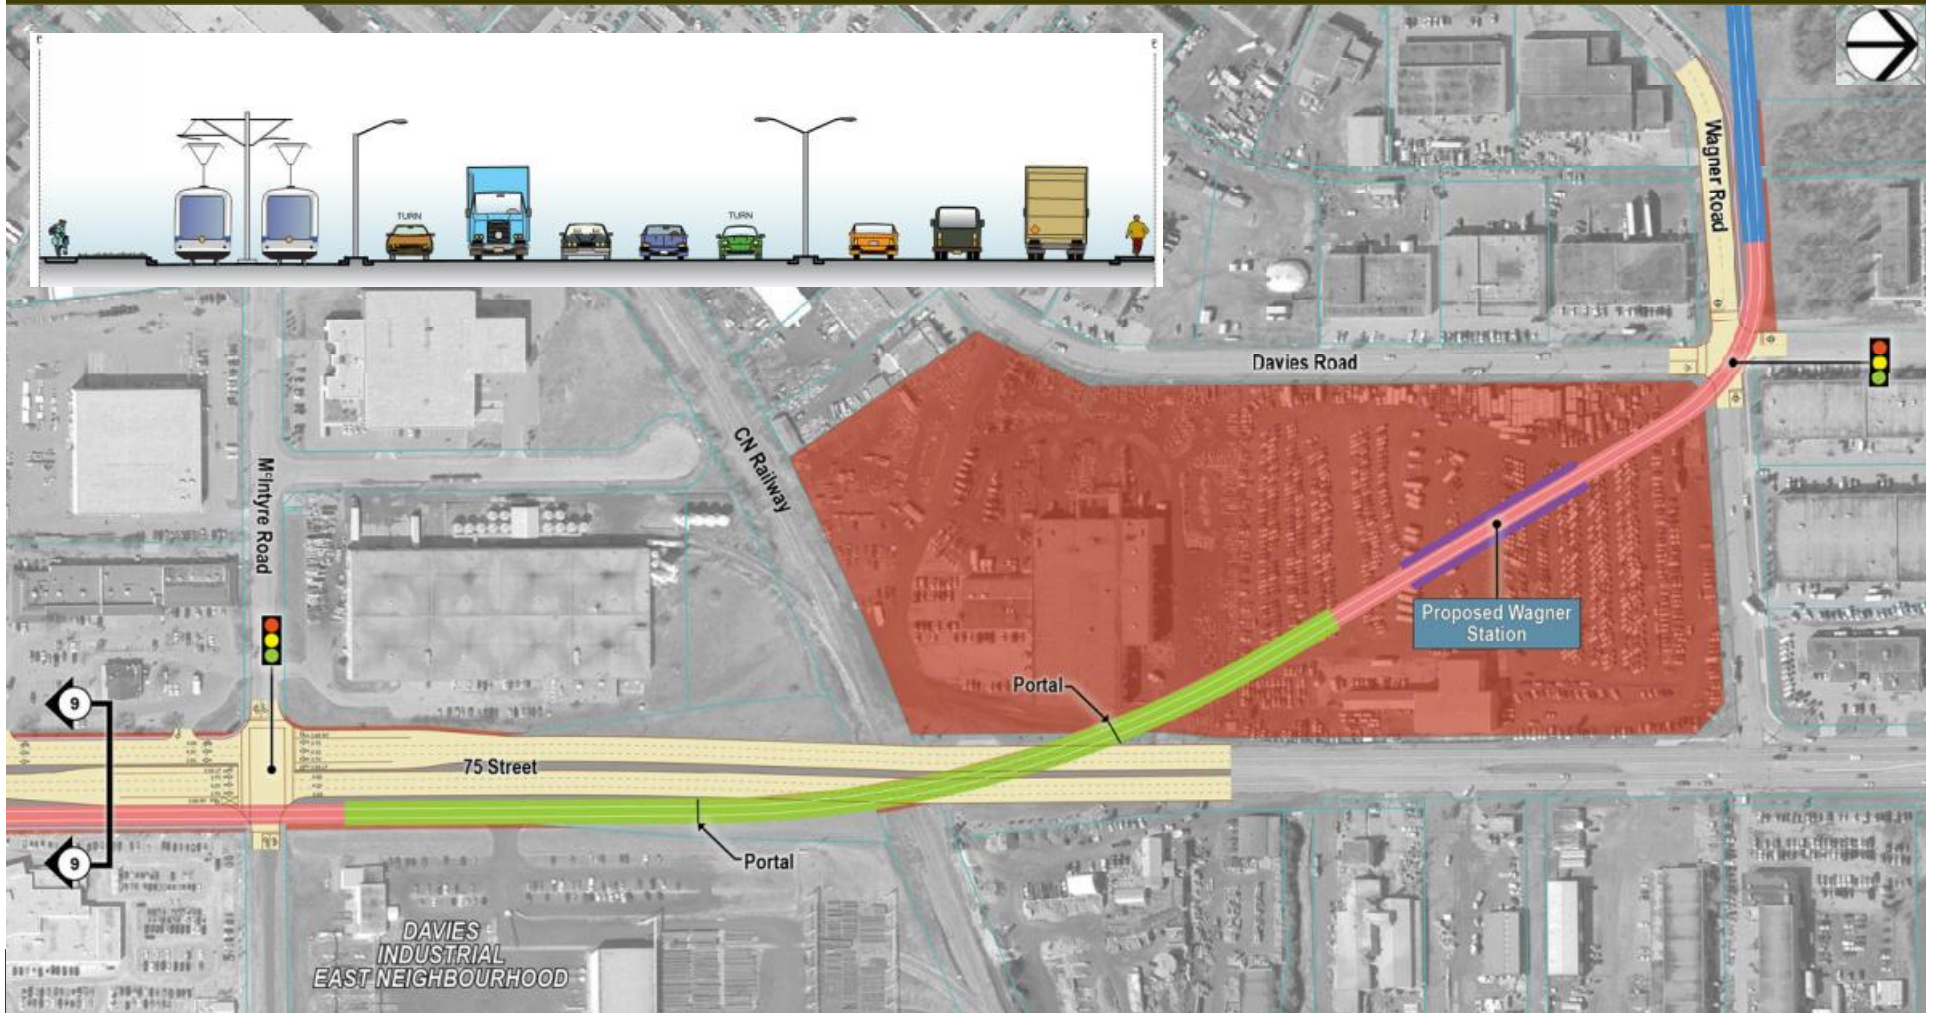 TURN
TURN
Wagner Road
Davies Road
CN Railway
McIntyre Road
Proposed Wagner
Station
Portal
9
75 Street
9
Portal
DAVIES
INDUSTRIAL
EAST NEIGHBOURHOOD